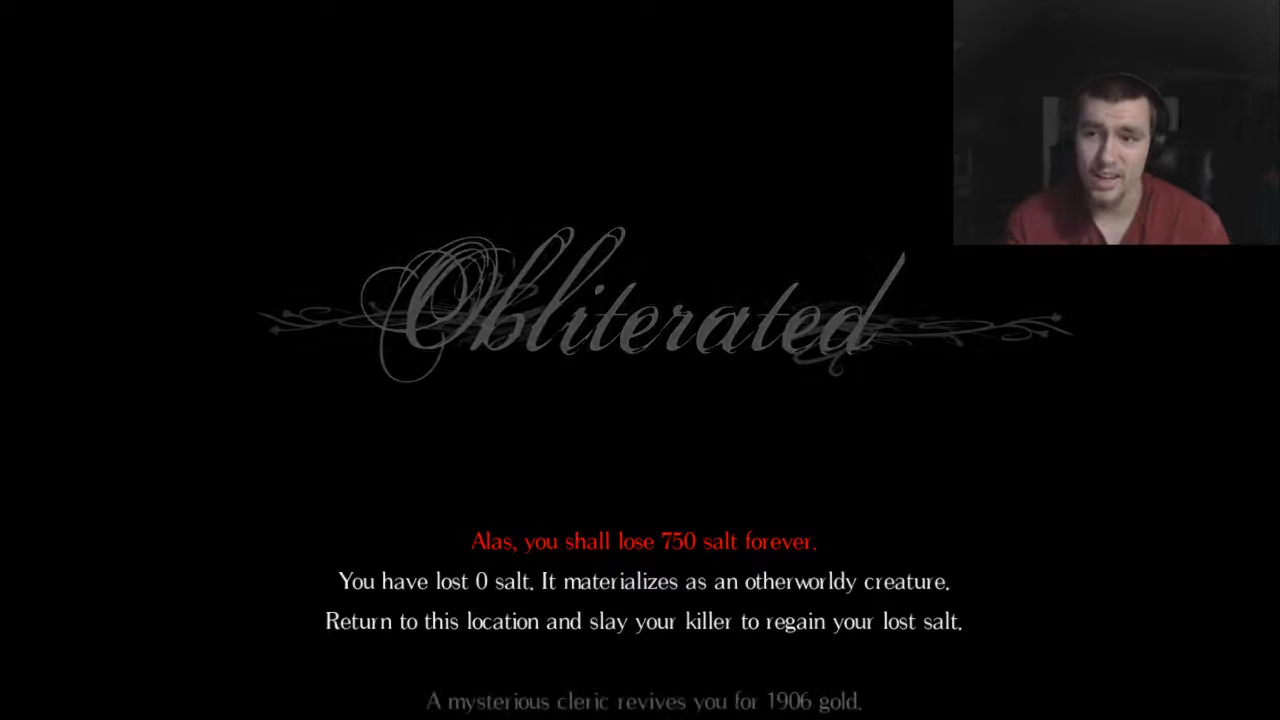 Obliterated
Alas, you shall lose 750 salt forever.
You have lost 0 salt. It materializes as an otherworldly creature.
Return to this location and slay your killer to regain your lost salt.
A mysterious cleric revives you for 1906 gold.